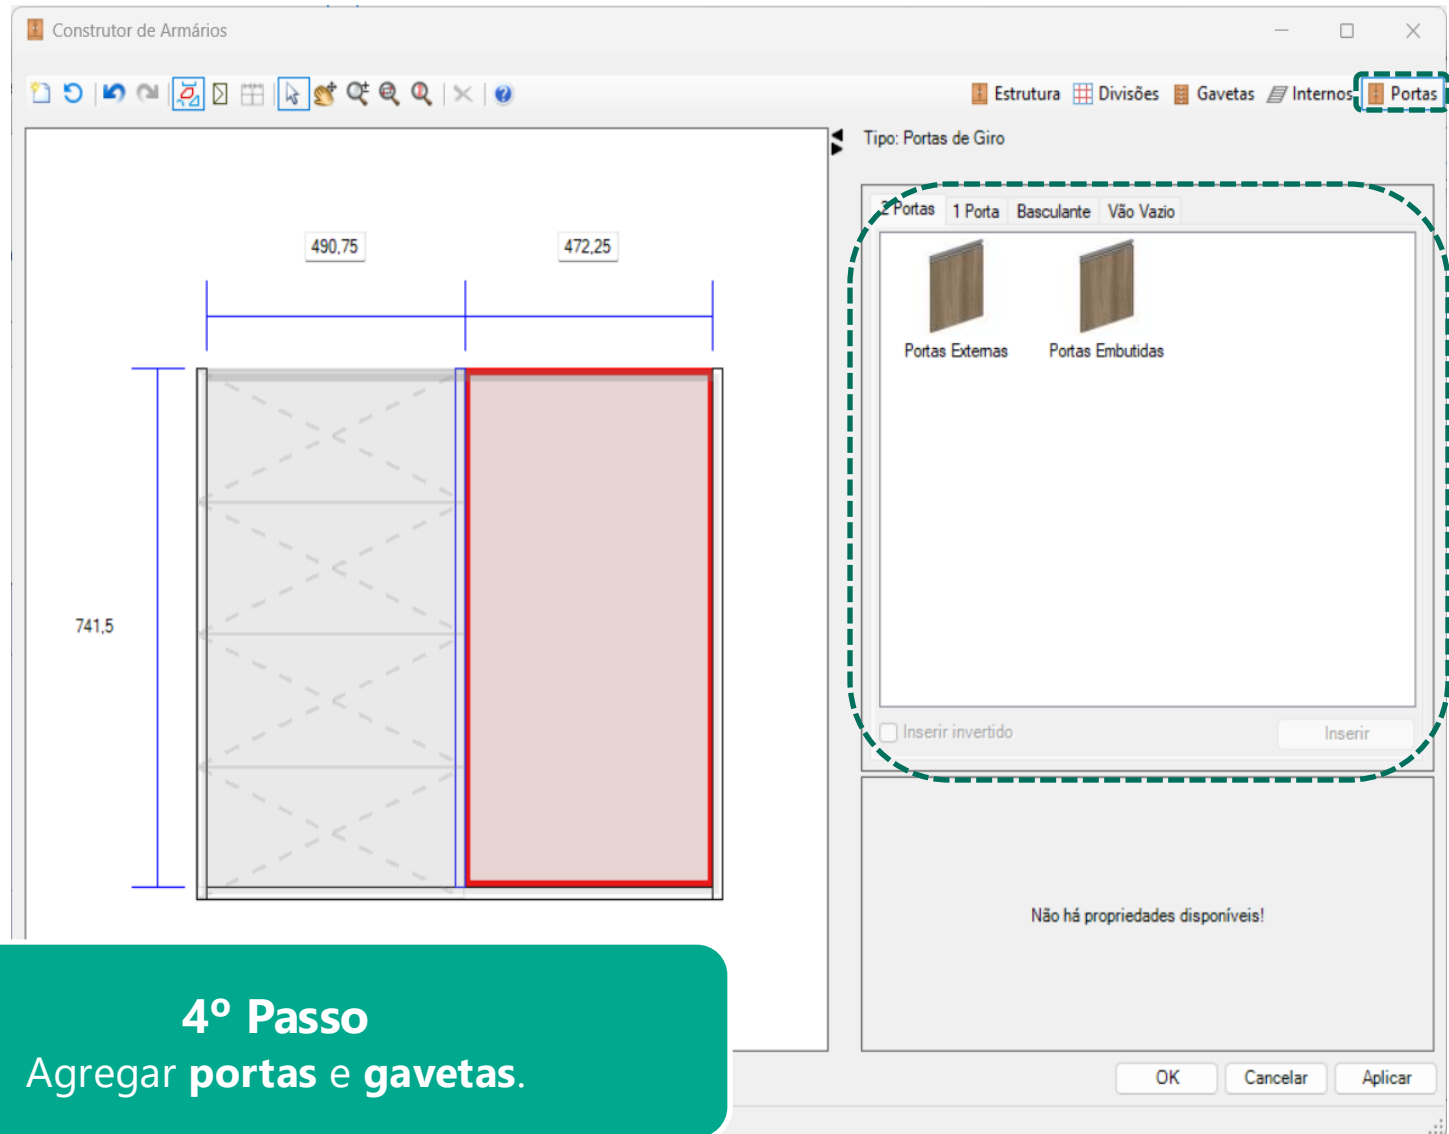 Construtor de Armários
Estrutura Divisões Gavetas Internos Portas
Tipo: Portas de Giro
2 Portas 1 Porta Basculante Vão Vazio
490,75 472,25
Portas Externas Portas Embutidas
741,5
Inserir invertido Inserir
Não há propriedades disponíveis!
4º Passo
Agregar portas e gavetas.
OK Cancelar Aplicar